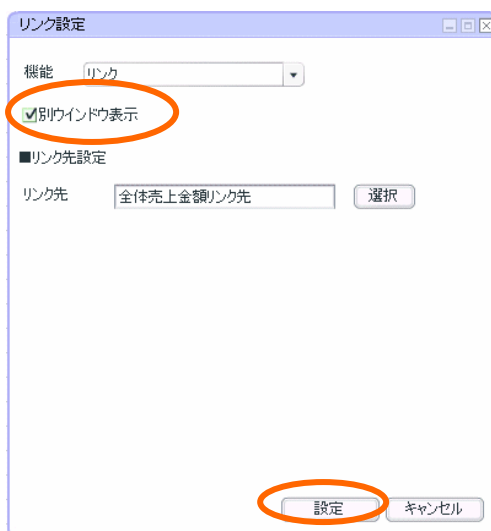 リンク設定
機能 リンク
別ウインドウ表示
■リンク先設定
リンク先 全体売上金額リンク先 選択
設定 キャンセル